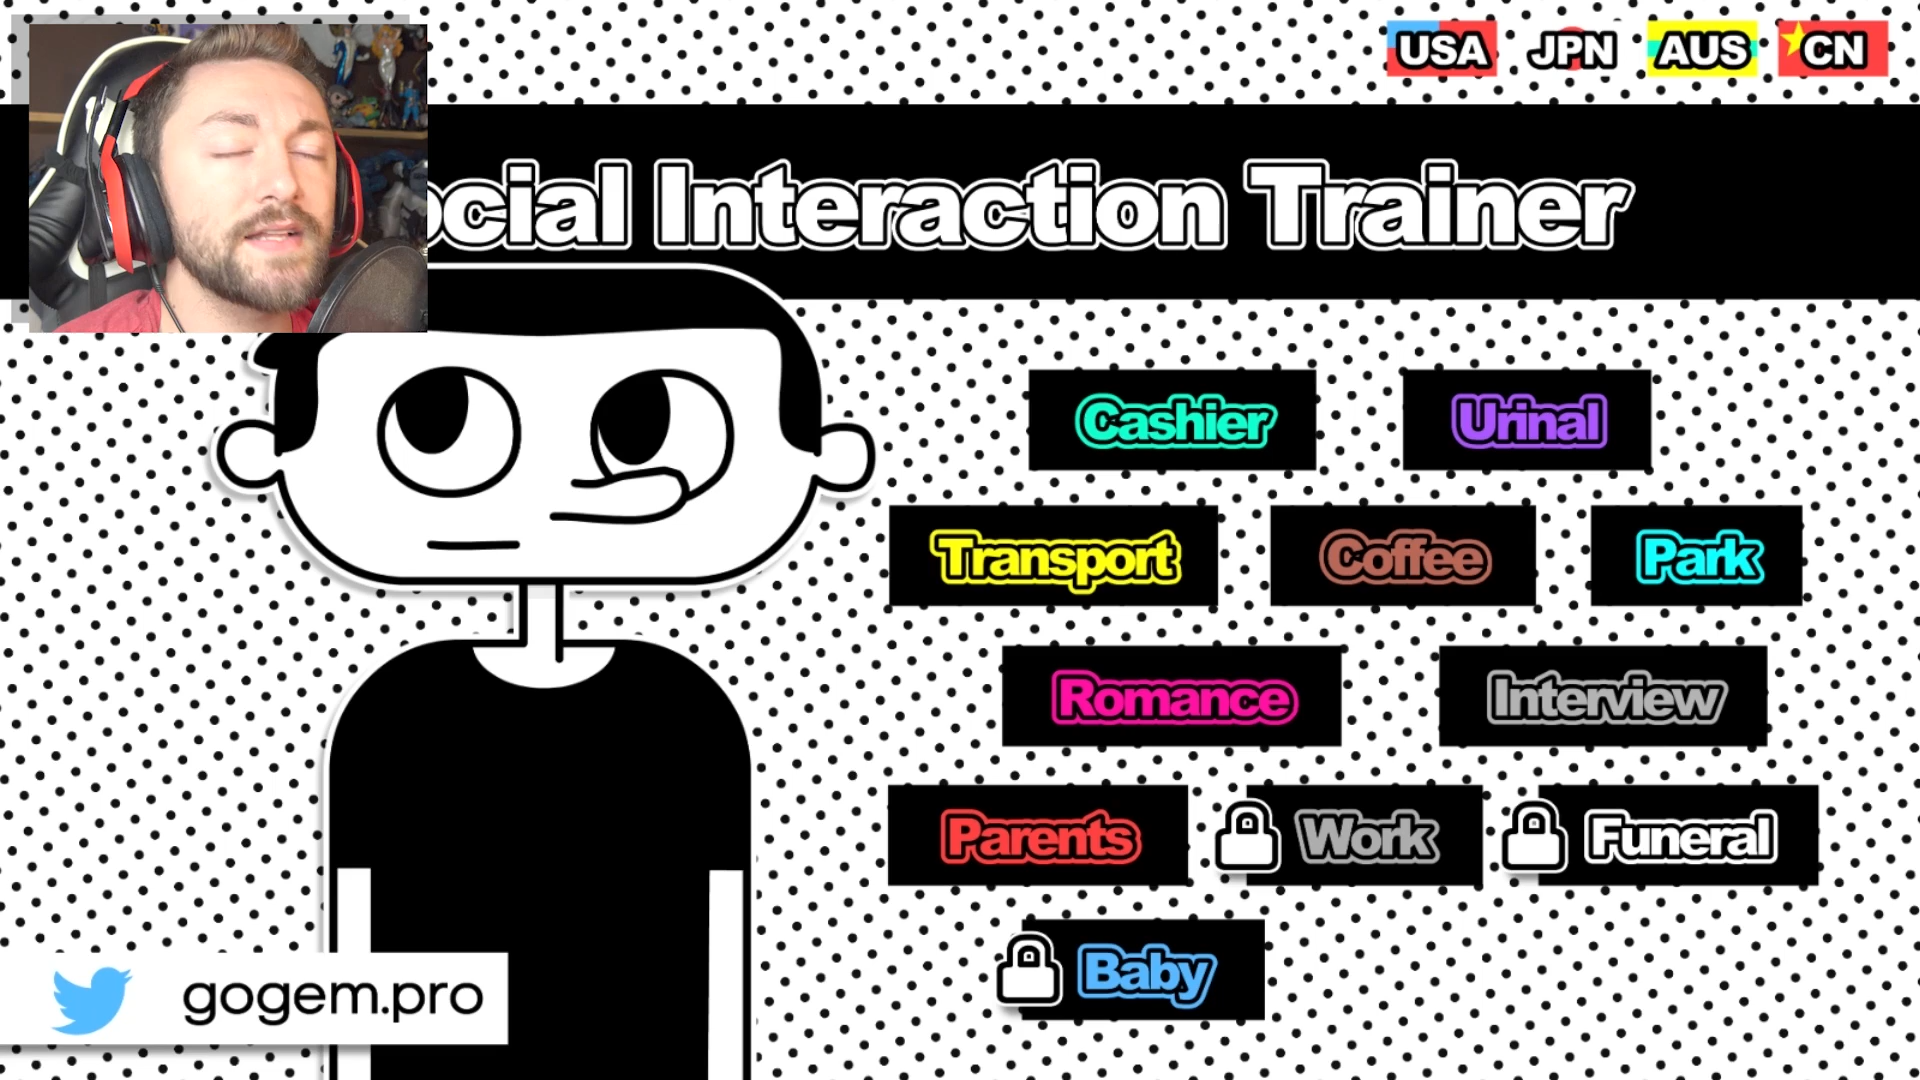 USA JPN AUS CN
ocial Interaction Trainer
Cashier Urinal
Transport Coffee Park
Romance Interview
Parents Work Funeral
Baby
gogem.pro